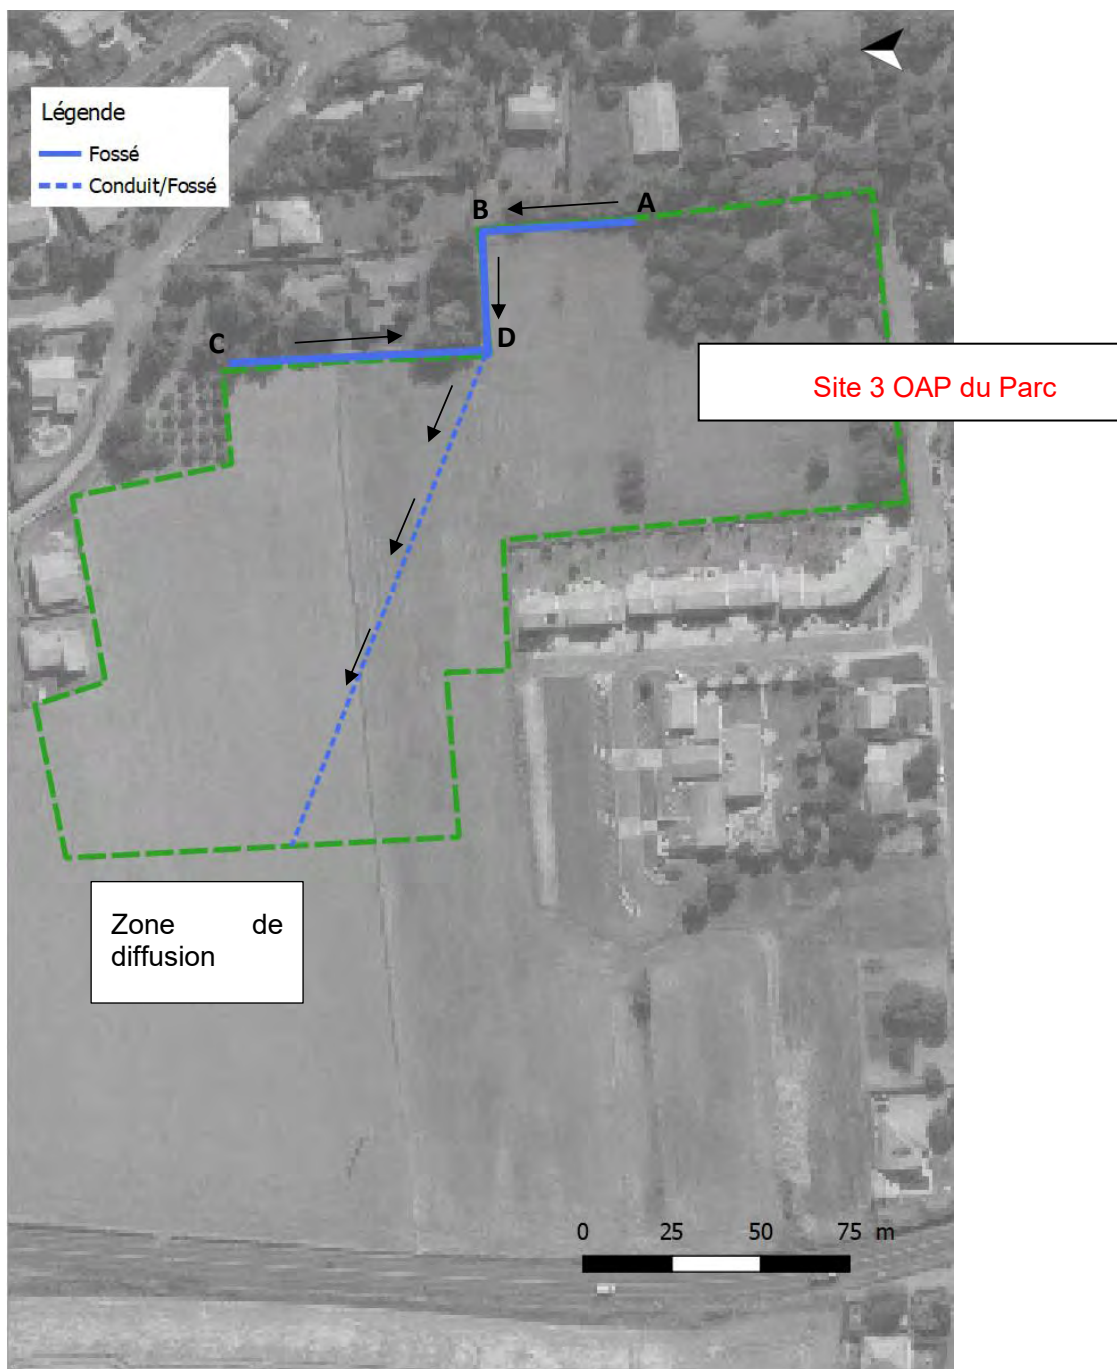 Légende
Fossé
Conduit/Fossé
B
A
C
D
Site 3 OAP du Parc
Zone de
diffusion
0 25 50 75 m